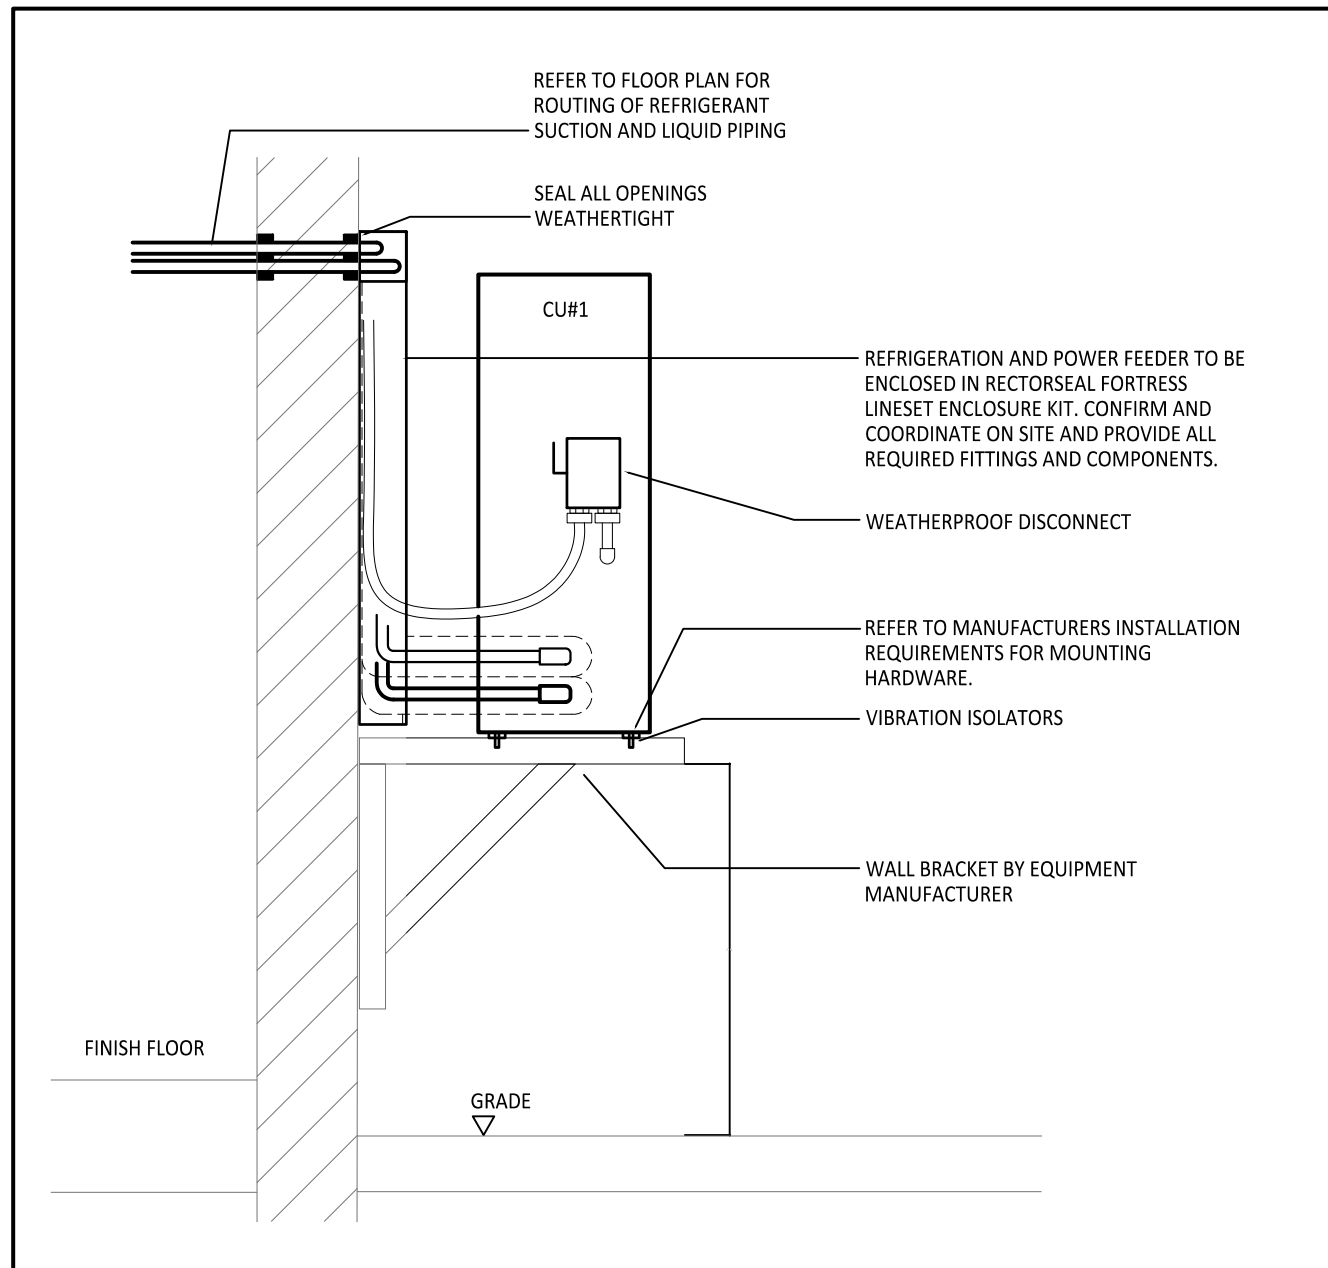 REFER TO FLOOR PLAN FOR
ROUTING OF REFRIGERANT
SUCTION AND LIQUID PIPING
SEAL ALL OPENINGS
WEATHERTIGHT
CU#1
REFRIGERATION AND POWER FEEDER TO BE
ENCLOSED IN RECTORSEAL FORTRESS
LINESET ENCLOSURE KIT. CONFIRM AND
COORDINATE ON SITE AND PROVIDE ALL
REQUIRED FITTINGS AND COMPONENTS.
WEATHERPROOF DISCONNECT
REFER TO MANUFACTURERS INSTALLATION
REQUIREMENTS FOR MOUNTING
HARDWARE.
VIBRATION ISOLATORS
WALL BRACKET BY EQUIPMENT
MANUFACTURER
FINISH FLOOR
GRADE